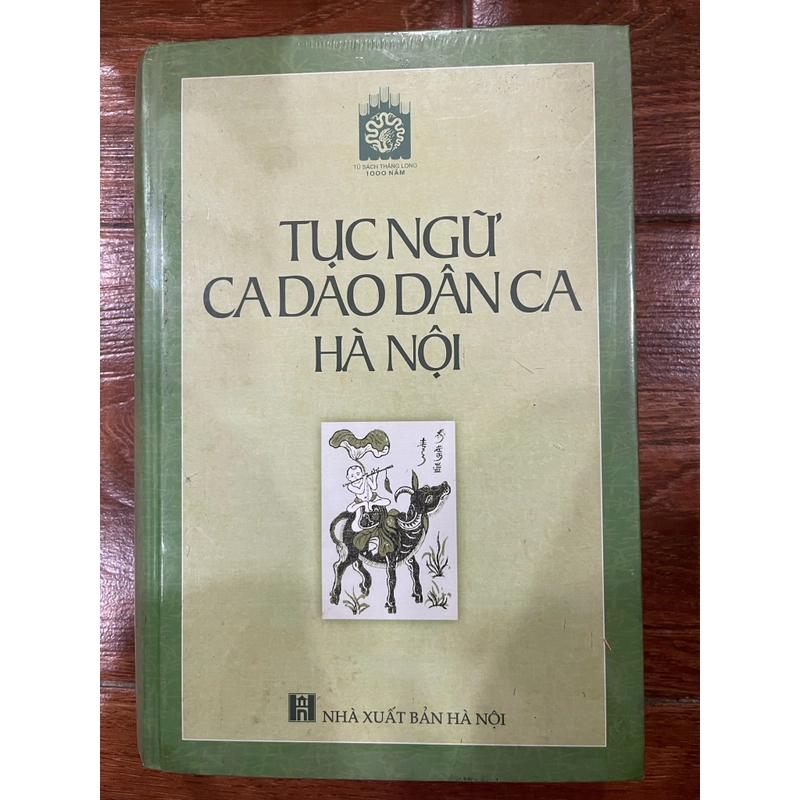 TỦ SÁCH THĂNG LONG
1000 NĂM
TỤC NGỮ
CA DAO DÂN CA
HÀ NỘI
NHÀ XUẤT BẢN HÀ NỘI